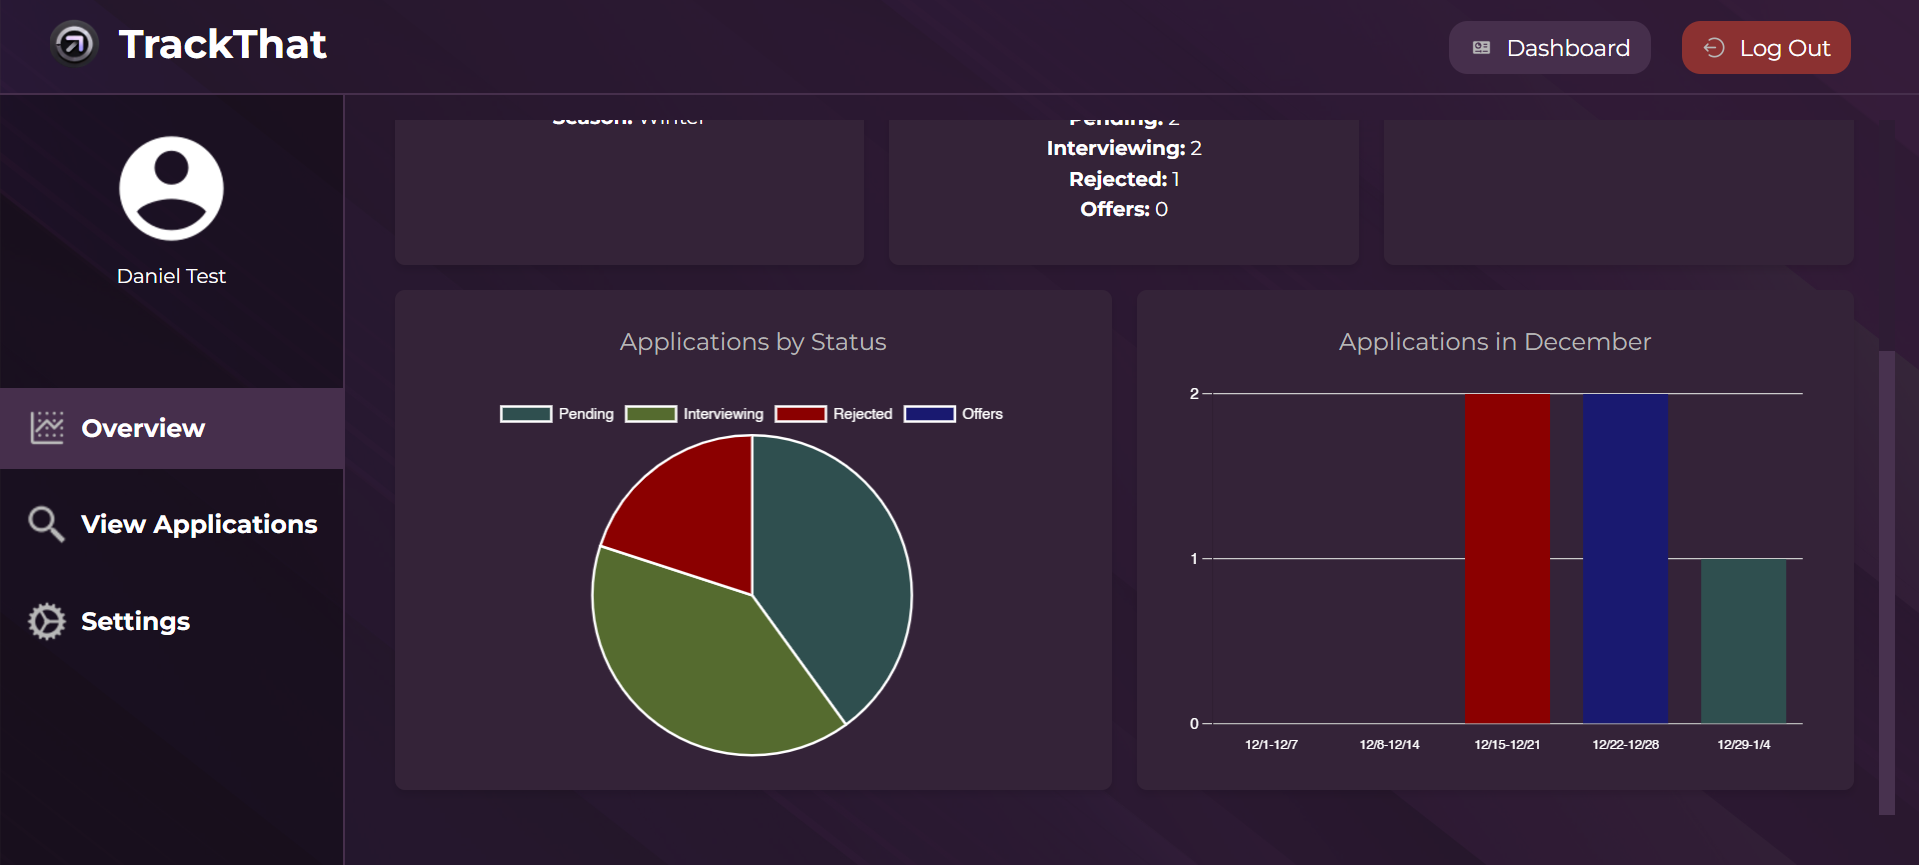 TrackThat
Dashboard
Log Out
Daniel Test
Overview
View Applications
Settings
Season: Winter
Pending: 2
Interviewing: 2
Rejected: 1
Offers: 0
Applications by Status
Pending
Interviewing
Rejected
Offers
Applications in December
2
1
0
12/1-12/7
12/8-12/14
12/15-12/21
12/22-12/28
12/29-1/4